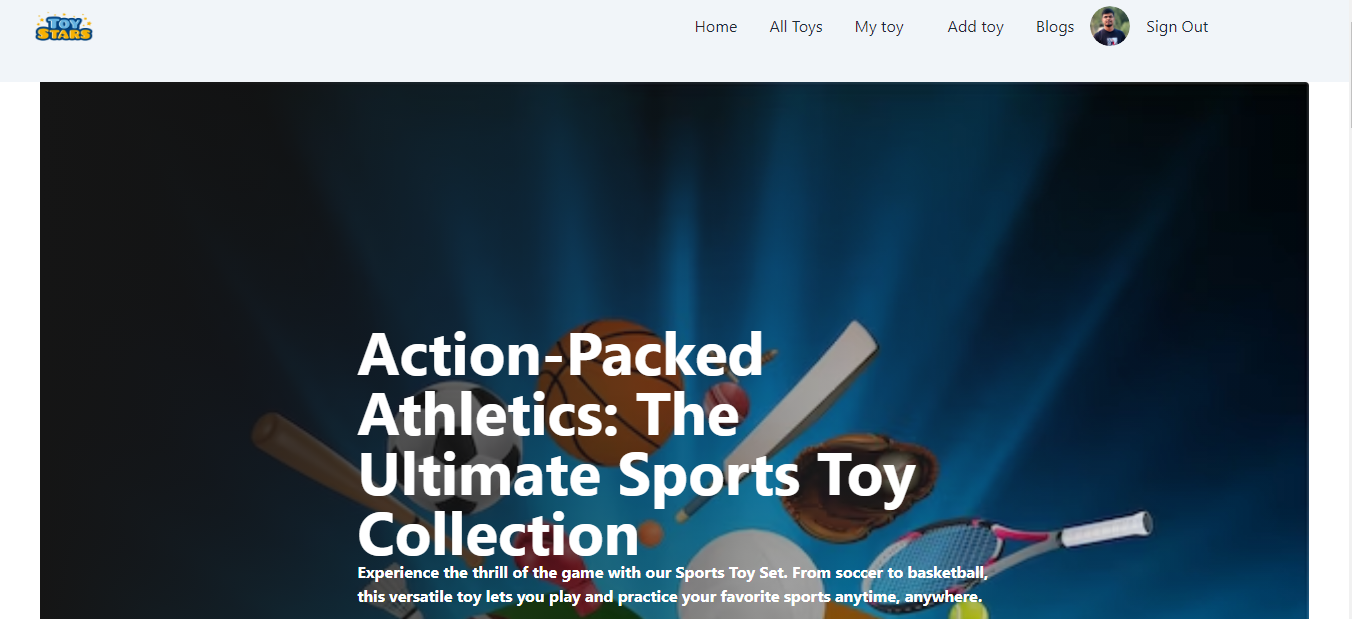 TOY
STARS
Home All Toys My toy Add toy Blogs Sign Out
Action-Packed
Athletics: The
Ultimate Sports Toy
Collection
Experience the thrill of the game with our Sports Toy Set. From soccer to basketball,
this versatile toy lets you play and practice your favorite sports anytime, anywhere.